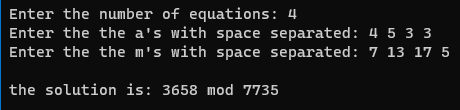 Enter the number of equations: 4
Enter the the a's with space separated: 4 5 3 3
Enter the the m's with space separated: 7 13 17 5
the solution is: 3658 mod 7735